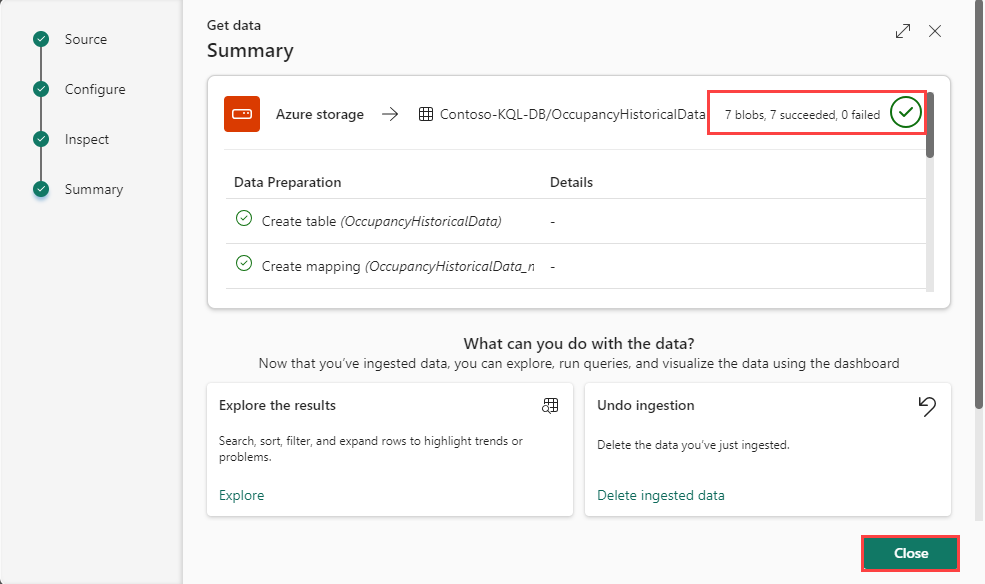 Source
Configure
Inspect
Summary
Get data
Summary
Azure storage
Contoso-KQL-DB/OccupancyHistoricalData
7 blobs, 7 succeeded, 0 failed
Data Preparation Details
Create table (OccupancyHistoricalData) -
Create mapping (OccupancyHistoricalData_n -
What can you do with the data?
Now that you've ingested data, you can explore, run queries, and visualize the data using the dashboard
Explore the results
Search, sort, filter, and expand rows to highlight trends or
problems.
Explore
Undo ingestion
Delete the data you've just ingested.
Delete ingested data
Close